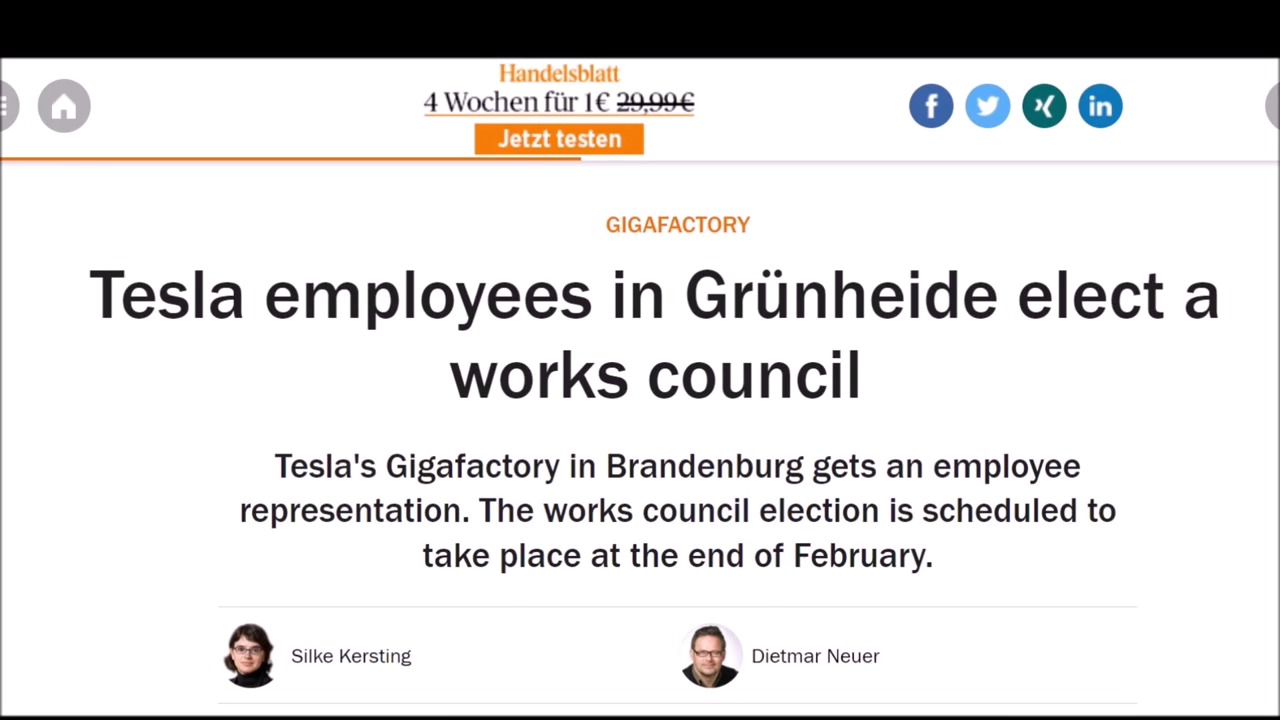 Handelsblatt
4 Wochen für 1€ 29,99€
Jetzt testen
GIGAFACTORY
Tesla employees in Grünheide elect a
works council
Tesla's Gigafactory in Brandenburg gets an employee
representation. The works council election is scheduled to
take place at the end of February.
Silke Kersting
Dietmar Neuer